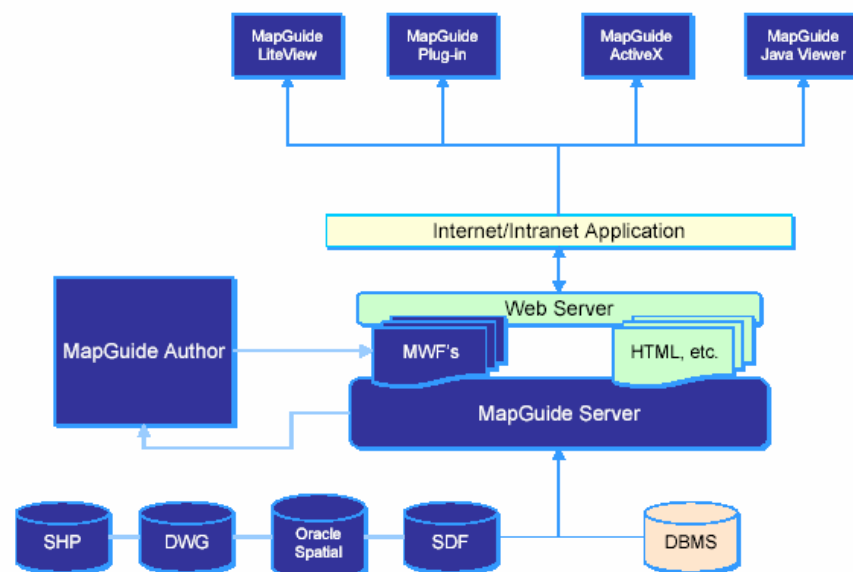 MapGuide
LiteView
MapGuide
Plug-in
MapGuide
ActiveX
MapGuide
Java Viewer
Internet/Intranet Application
Web Server
MapGuide Author
MWF's
HTML, etc.
MapGuide Server
SHP
DWG
Oracle
Spatial
SDF
DBMS